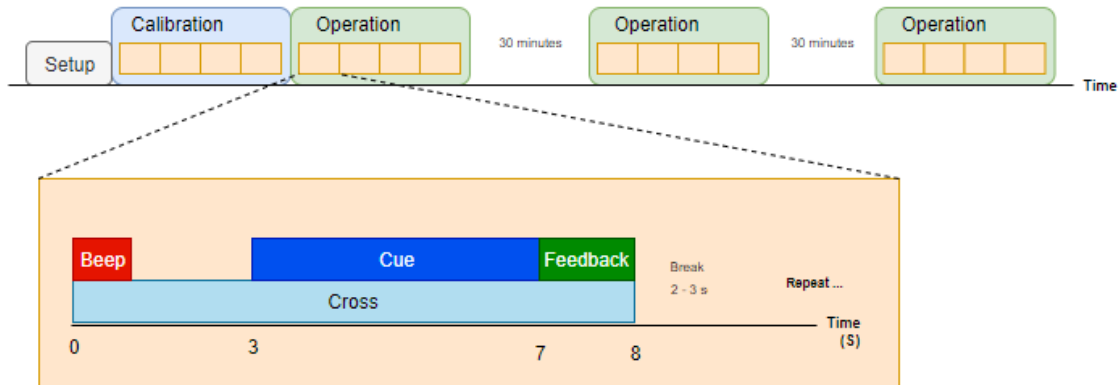 Calibration
Operation
Operation
Operation
30 minutes
30 minutes
Setup
Time
Beep
Cue
Feedback
Break
2 - 3 s
Repeat ...
Cross
Time
(S)
0
3
7
8